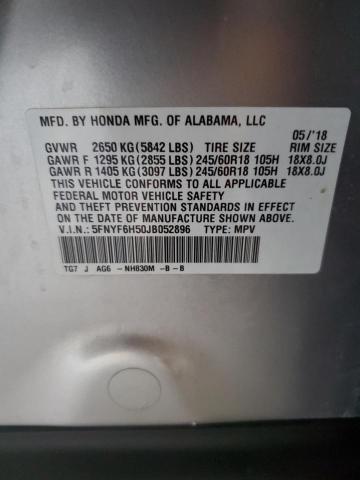 MFD. BY HONDA MFG. OF ALABAMA, LLC
05/'18
GVWR 2650 KG(5842 LBS) TIRE SIZE RIM SIZE
GAWR F 1295 KG(2855 LBS) 245/60R18 105H 18X8.0J
GAWR R 1405 KG(3097 LBS) 245/60R18 105H 18X8.0J
THIS VEHICLE CONFORMS TO ALL APPLICABLE
FEDERAL MOTOR VEHICLE SAFETY, BUMPER,
AND THEFT PREVENTION STANDARDS IN EFFECT
ON THE DATE OF MANUFACTURE SHOWN ABOVE.
V.I.N.: 5FNYF6H50JB052896 TYPE: MPV
TG7 J AG6 -NH830M -B -B